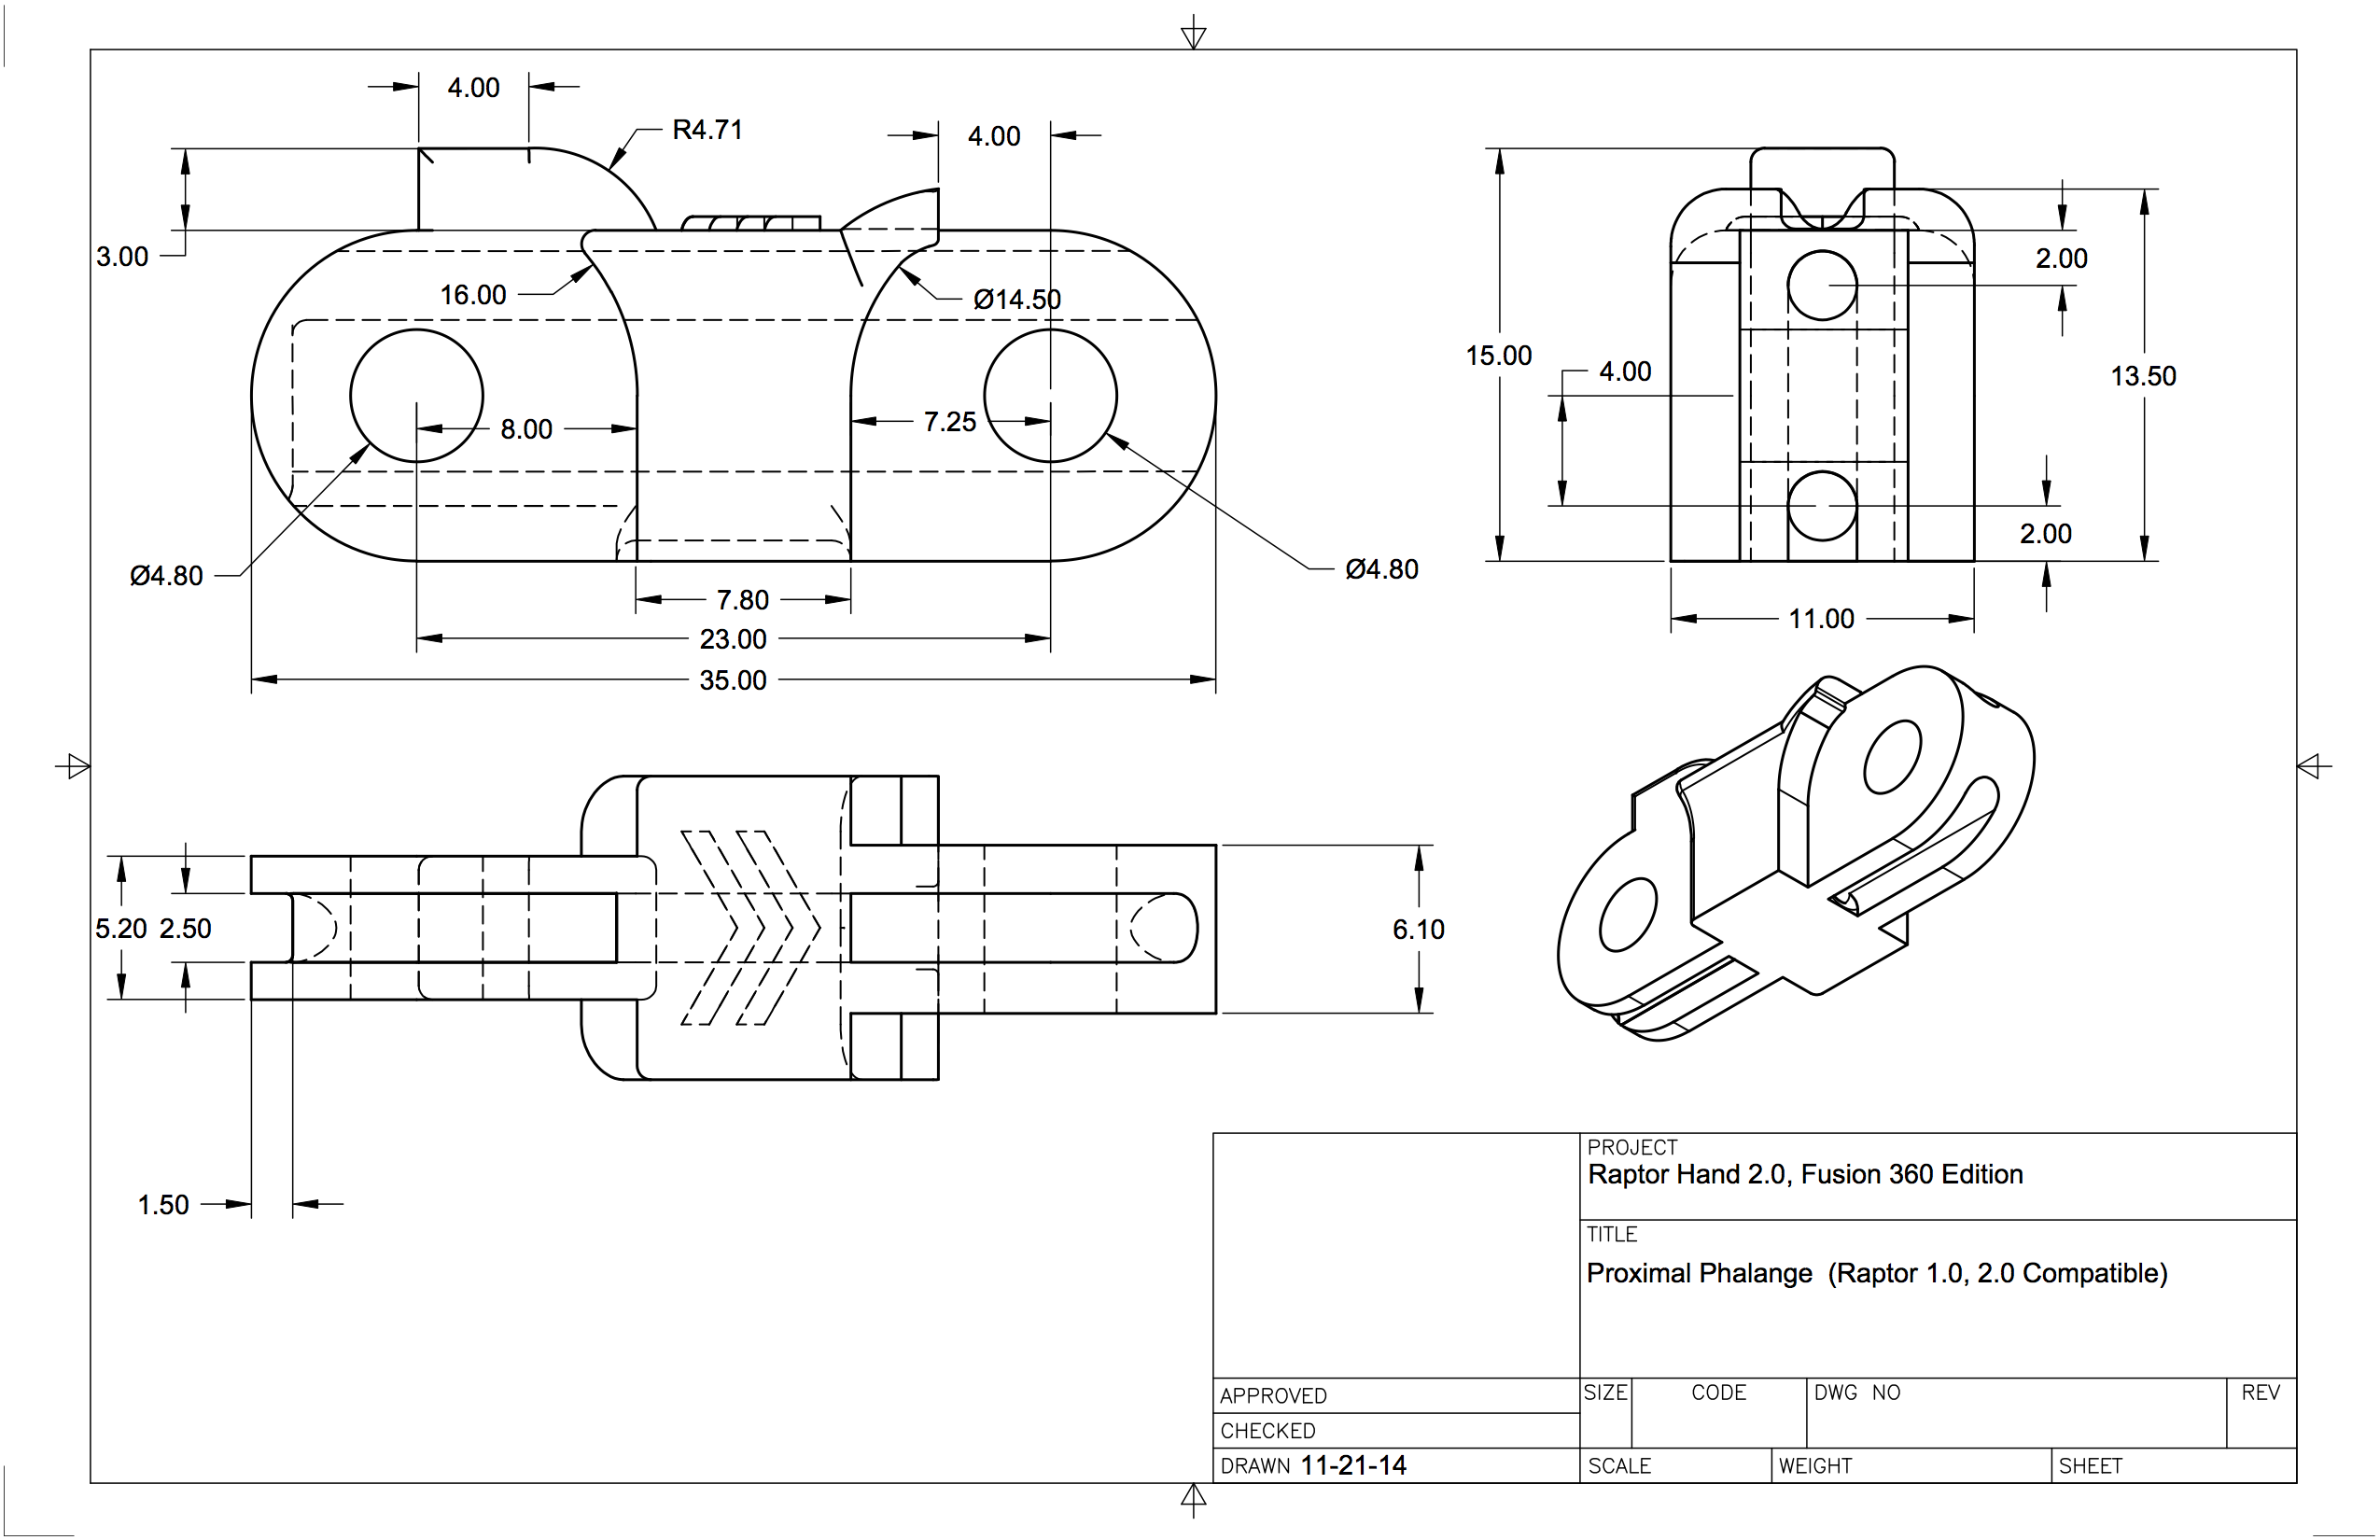 4.00
R4.71
4.00
3.00
16.00
Ø14.50
8.00
7.25
Ø4.80
Ø4.80
7.80
23.00
35.00
2.00
15.00
4.00
13.50
2.00
11.00
5.20 2.50
6.10
1.50
PROJECT
Raptor Hand 2.0, Fusion 360 Edition
TITLE
Proximal Phalange (Raptor 1.0, 2.0 Compatible)
APPROVED
CHECKED
DRAWN 11-21-14
SIZE CODE DWG NO REV
SCALE WEIGHT SHEET